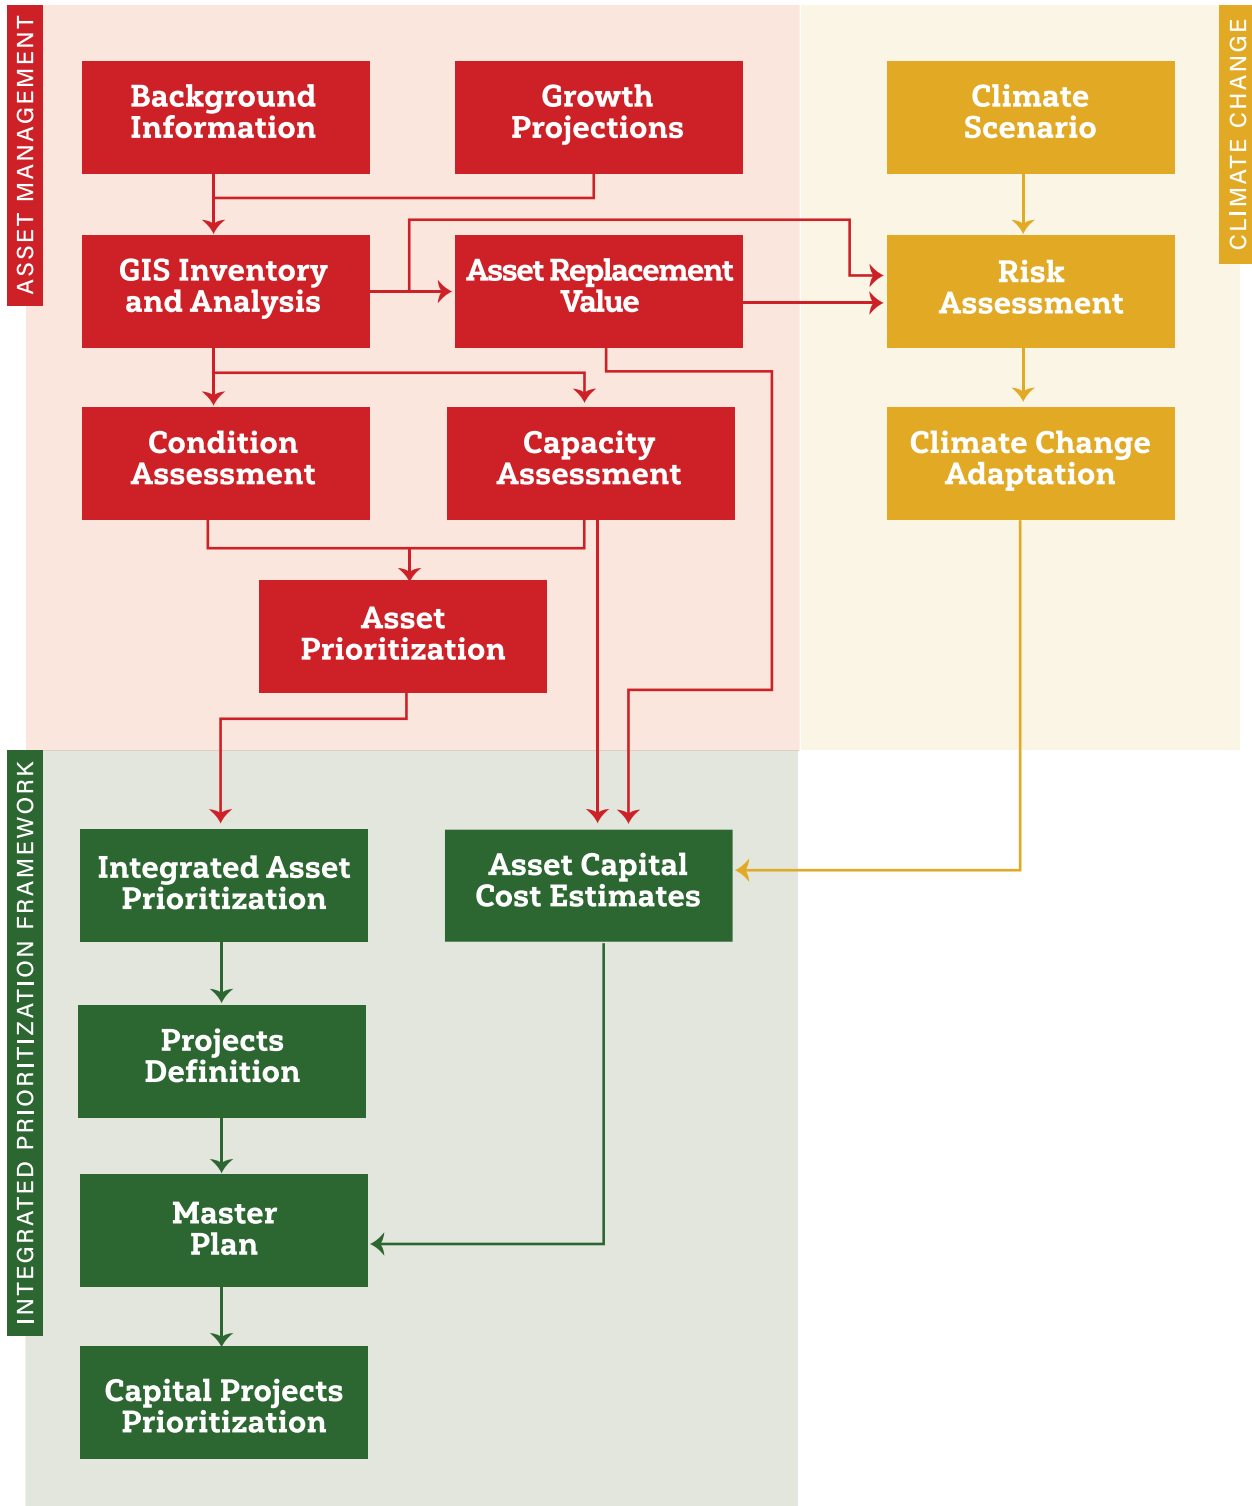 ASSET MANAGEMENT
Background
Information
Growth
Projections
GIS Inventory
and Analysis
Asset Replacement
Value
Condition
Assessment
Capacity
Assessment
Asset
Prioritization
CLIMATE CHANGE
Climate
Scenario
Risk
Assessment
Climate Change
Adaptation
INTEGRATED PRIORITIZATION FRAMEWORK
Integrated Asset
Prioritization
Asset Capital
Cost Estimates
Projects
Definition
Master
Plan
Capital Projects
Prioritization